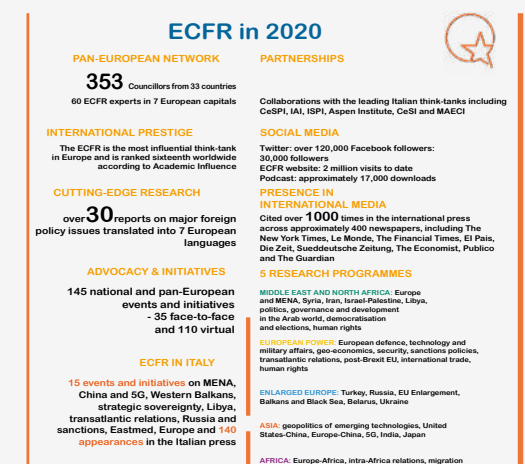 ECFR in 2020
PAN-EUROPEAN NETWORK
353 Councillors from 33 countries
60 ECFR experts in 7 European capitals
INTERNATIONAL PRESTIGE
The ECFR is the most influential think-tank
in Europe and is ranked sixteenth worldwide
according to Academic Influence
CUTTING-EDGE RESEARCH
over 30 reports on major foreign
policy issues translated into 7 European
languages
ADVOCACY & INITIATIVES
145 national and pan-European
events and initiatives
- 35 face-to-face
and 110 virtual
ECFR IN ITALY
15 events and initiatives on MENA,
China and 5G, Western Balkans,
strategic sovereignty, Libya,
transatlantic relations, Russia and
sanctions, Eastmed, Europe and 140
appearances in the Italian press
PARTNERSHIPS
Collaborations with the leading Italian think-tanks including
CeSPI, IAI, ISPI, Aspen Institute, CeSI and MAECI
SOCIAL MEDIA
Twitter: over 120,000 Facebook followers:
30,000 followers
ECFR website: 2 million visits to date
Podcast: approximately 17,000 downloads
PRESENCE IN
INTERNATIONAL MEDIA
Cited over 1000 times in the international press
across approximately 400 newspapers, including The
New York Times, Le Monde, The Financial Times, El Pais,
Die Zeit, Sueddeutsche Zeitung, The Economist, Publico
and The Guardian
5 RESEARCH PROGRAMMES
MIDDLE EAST AND NORTH AFRICA: Europe
and MENA, Syria, Iran, Israel-Palestine, Libya,
politics, governance and development
in the Arab world, democratisation
and elections, human rights
EUROPEAN POWER: European defence, technology and
military affairs, geo-economics, security, sanctions policies,
transatlantic relations, post-Brexit EU, international trade,
human rights
ENLARGED EUROPE: Turkey, Russia, EU Enlargement,
Balkans and Black Sea, Belarus, Ukraine
ASIA: geopolitics of emerging technologies, United
States-China, Europe-China, 5G, India, Japan
AFRICA: Europe-Africa, intra-Africa relations, migration